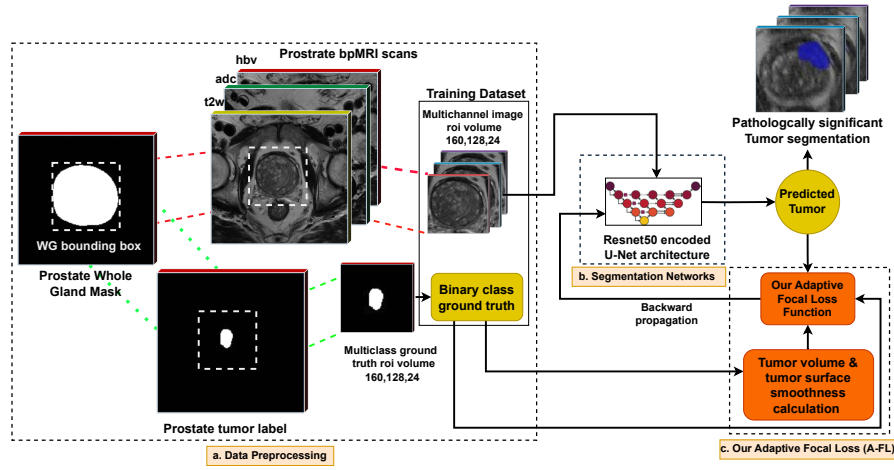 Prostrate bpMRI scans
hbv
adc
t2w
WG bounding box
Prostate Whole
Gland Mask
Prostate tumor label
Training Dataset
Multichannel image
roi volume
160,128,24
Multiclass ground
truth roi volume
160,128,24
Binary class
ground truth
a. Data Preprocessing
Resnet50 encoded
U-Net architecture
b. Segmentation Networks
Backward
propagation
Pathologcally significant
Tumor segmentation
Predicted
Tumor
Our Adaptive
Focal Loss
Function
Tumor volume &
tumor surface
smoothness
calculation
c. Our Adaptive Focal Loss (A-FL)